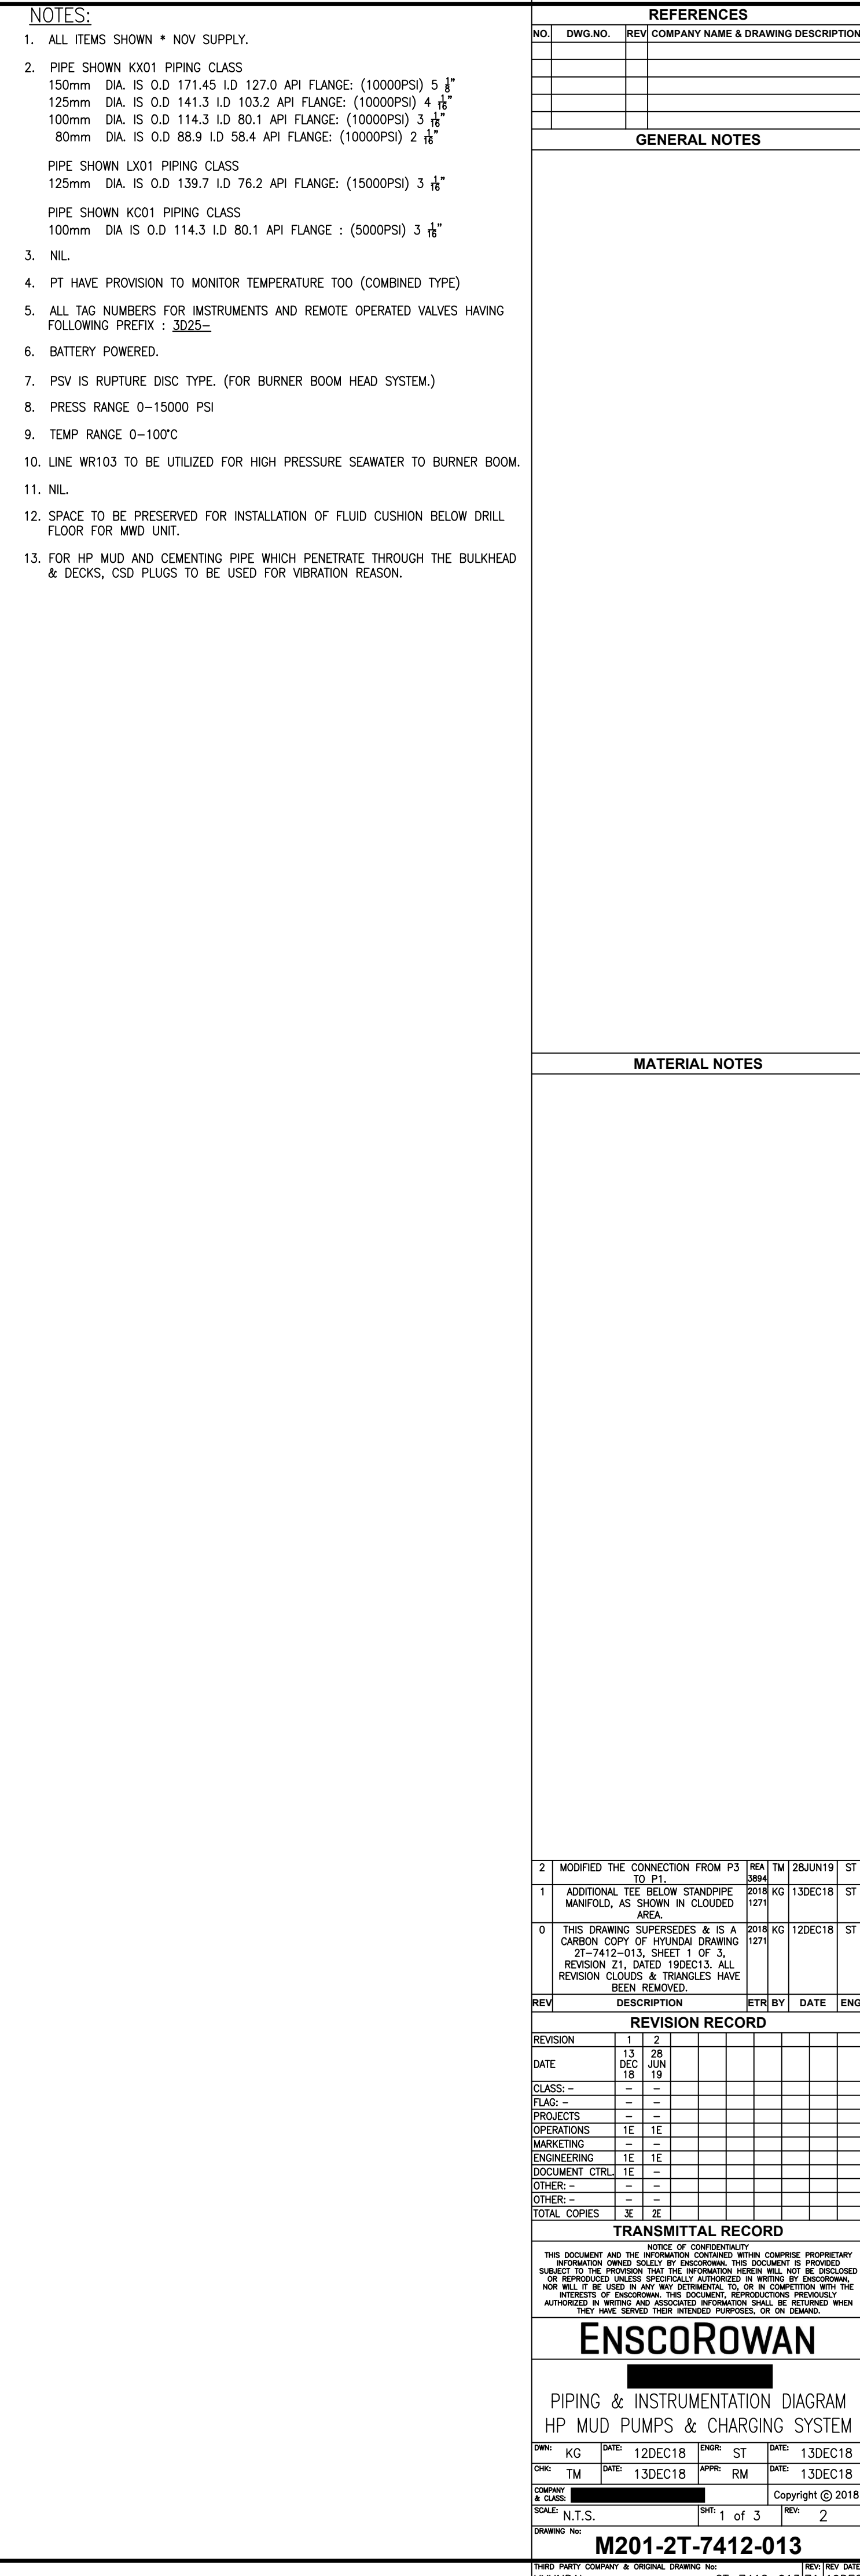 NOTES:
1. ALL ITEMS SHOWN * NOV SUPPLY.
2. PIPE SHOWN KX01 PIPING CLASS
150mm DIA. IS O.D 171.45 I.D 127.0 API FLANGE: (10000PSI) 5 1/8"
125mm DIA. IS O.D 141.3 I.D 103.2 API FLANGE: (10000PSI) 4 1/16"
100mm DIA. IS O.D 114.3 I.D 80.1 API FLANGE: (10000PSI) 3 1/16"
80mm DIA. IS O.D 88.9 I.D 58.4 API FLANGE: (10000PSI) 2 1/16"
PIPE SHOWN LX01 PIPING CLASS
125mm DIA. IS O.D 139.7 I.D 76.2 API FLANGE: (15000PSI) 3 1/16"
PIPE SHOWN KC01 PIPING CLASS
100mm DIA IS O.D 114.3 I.D 80.1 API FLANGE : (5000PSI) 3 1/16"
3. NIL.
4. PT HAVE PROVISION TO MONITOR TEMPERATURE TOO (COMBINED TYPE)
5. ALL TAG NUMBERS FOR IMSTRUMENTS AND REMOTE OPERATED VALVES HAVING
FOLLOWING PREFIX : 3D25-
6. BATTERY POWERED.
7. PSV IS RUPTURE DISC TYPE. (FOR BURNER BOOM HEAD SYSTEM.)
8. PRESS RANGE 0-15000 PSI
9. TEMP RANGE 0-100°C
10. LINE WR103 TO BE UTILIZED FOR HIGH PRESSURE SEAWATER TO BURNER BOOM.
11. NIL.
12. SPACE TO BE PRESERVED FOR INSTALLATION OF FLUID CUSHION BELOW DRILL
FLOOR FOR MWD UNIT.
13. FOR HP MUD AND CEMENTING PIPE WHICH PENETRATE THROUGH THE BULKHEAD
& DECKS, CSD PLUGS TO BE USED FOR VIBRATION REASON.
REFERENCES
NO. DWG.NO. REV COMPANY NAME & DRAWING DESCRIPTION
GENERAL NOTES
MATERIAL NOTES
2 MODIFIED THE CONNECTION FROM P3 REA TM 28JUN19 ST
TO P1. 3894
1 ADDITIONAL TEE BELOW STANDPIPE 2018 KG 13DEC18 ST
MANIFOLD, AS SHOWN IN CLOUDED 1271
AREA.
0 THIS DRAWING SUPERSEDES & IS A 2018 KG 12DEC18 ST
CARBON COPY OF HYUNDAI DRAWING 1271
2T-7412-013, SHEET 1 OF 3,
REVISION Z1, DATED 19DEC13. ALL
REVISION CLOUDS & TRIANGLES HAVE
BEEN REMOVED.
REV DESCRIPTION ETR BY DATE ENG
REVISION RECORD
REVISION 1 2
DATE 13 DEC 18 28 JUN 19
CLASS: - - -
FLAG: - - -
PROJECTS - -
OPERATIONS 1E 1E
MARKETING - -
ENGINEERING 1E 1E
DOCUMENT CTRL. 1E -
OTHER: - - -
OTHER: - - -
TOTAL COPIES 3E 2E
TRANSMITTAL RECORD
NOTICE OF CONFIDENTIALITY
THIS DOCUMENT AND THE INFORMATION CONTAINED WITHIN COMPRISE PROPRIETARY
INFORMATION OWNED SOLELY BY ENSCOROWAN. THIS DOCUMENT IS PROVIDED
SUBJECT TO THE PROVISION THAT THE INFORMATION HEREIN WILL NOT BE DISCLOSED
OR REPRODUCED UNLESS SPECIFICALLY AUTHORIZED IN WRITING BY ENSCOROWAN,
NOR WILL IT BE USED IN ANY WAY DETRIMENTAL TO, OR IN COMPETITION WITH THE
INTERESTS OF ENSCOROWAN. THIS DOCUMENT, REPRODUCTIONS PREVIOUSLY
AUTHORIZED IN WRITING AND ASSOCIATED INFORMATION SHALL BE RETURNED WHEN
THEY HAVE SERVED THEIR INTENDED PURPOSES, OR ON DEMAND.
ENSCOROWAN
PIPING & INSTRUMENTATION DIAGRAM
HP MUD PUMPS & CHARGING SYSTEM
DWN: KG DATE: 12DEC18 ENGR: ST DATE: 13DEC18
CHK: TM DATE: 13DEC18 APPR: RM DATE: 13DEC18
COMPANY & CLASS: Copyright © 2018
SCALE: N.T.S. SHT: 1 of 3 REV: 2
DRAWING No:
M201-2T-7412-013
THIRD PARTY COMPANY & ORIGINAL DRAWING No: REV: REV DATE